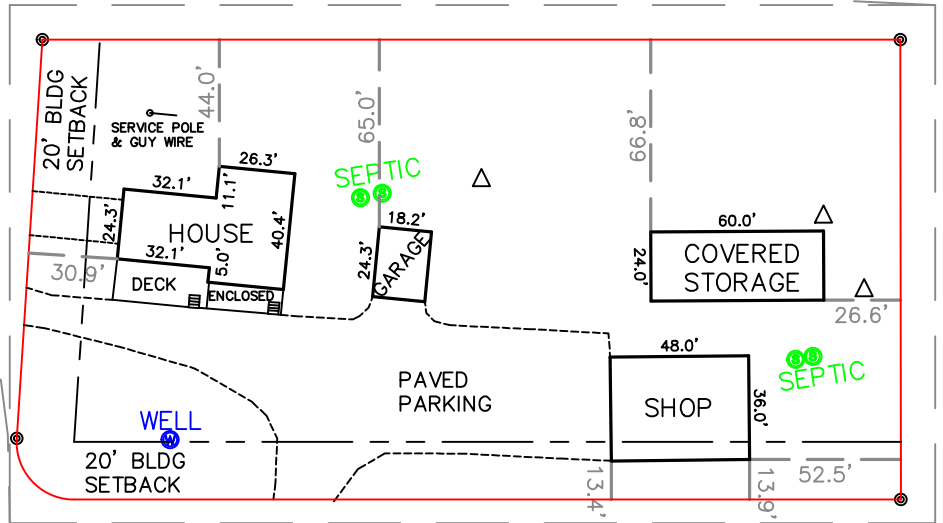 20' BLDG
SETBACK
44.0'
65.0'
66.8'
SERVICE POLE
& GUY WIRE
26.3'
SEPTIC
S S
32.1'
11.1'
18.2'
60.0'
24.3'
HOUSE
40.4'
24.3'
GARAGE
24.0'
COVERED
STORAGE
32.1'
5.0'
30.9'
DECK
ENCLOSED
26.6'
48.0'
S S
SEPTIC
PAVED
PARKING
SHOP
36.0'
WELL
W
20' BLDG
SETBACK
13.4'
13.9'
52.5'